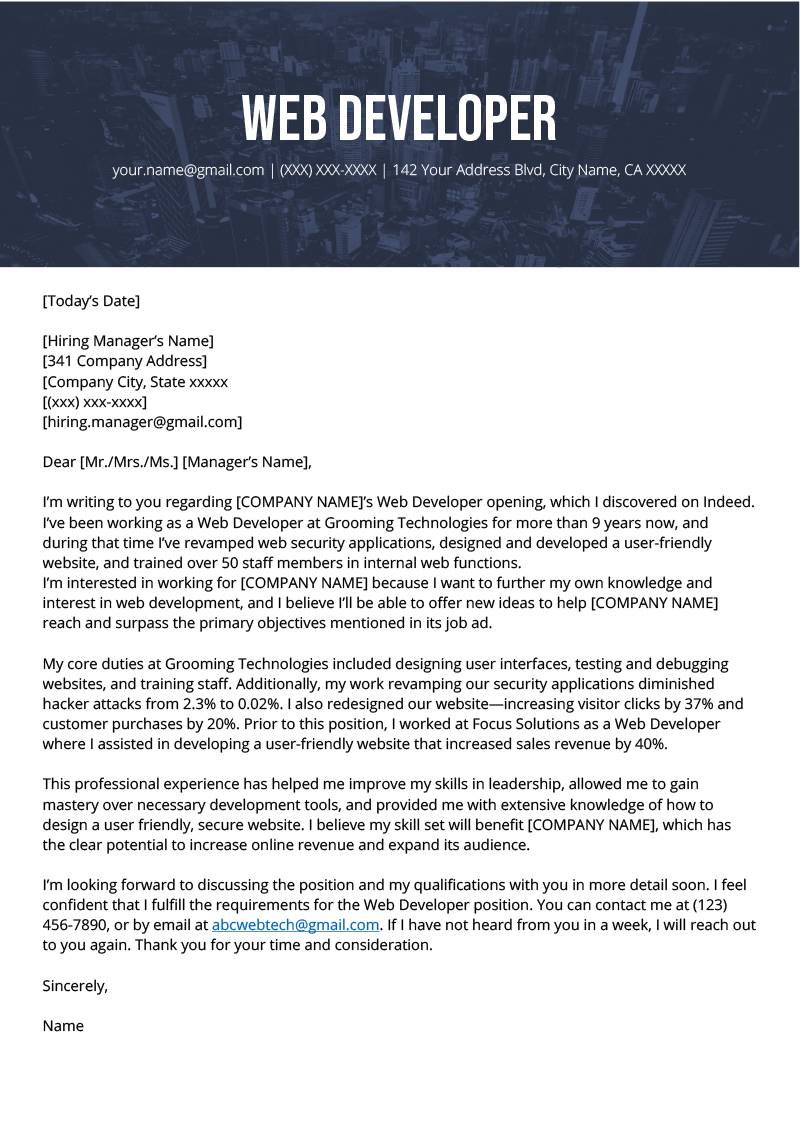 WEB DEVELOPER
your.name@gmail.com | (XXX) XXX-XXXX | 142 Your Address Blvd, City Name, CA XXXXX
[Today’s Date]
[Hiring Manager’s Name]
[341 Company Address]
[Company City, State xxxxx
[(xxx) xxx-xxxx]
[hiring.manager@gmail.com]
Dear [Mr./Mrs./Ms.] [Manager’s Name],
I’m writing to you regarding [COMPANY NAME]’s Web Developer opening, which I discovered on Indeed.
I’ve been working as a Web Developer at Grooming Technologies for more than 9 years now, and
during that time I’ve revamped web security applications, designed and developed a user-friendly
website, and trained over 50 staff members in internal web functions.
I’m interested in working for [COMPANY NAME] because I want to further my own knowledge and
interest in web development, and I believe I’ll be able to offer new ideas to help [COMPANY NAME]
reach and surpass the primary objectives mentioned in its job ad.
My core duties at Grooming Technologies included designing user interfaces, testing and debugging
websites, and training staff. Additionally, my work revamping our security applications diminished
hacker attacks from 2.3% to 0.02%. I also redesigned our website—increasing visitor clicks by 37% and
customer purchases by 20%. Prior to this position, I worked at Focus Solutions as a Web Developer
where I assisted in developing a user-friendly website that increased sales revenue by 40%.
This professional experience has helped me improve my skills in leadership, allowed me to gain
mastery over necessary development tools, and provided me with extensive knowledge of how to
design a user friendly, secure website. I believe my skill set will benefit [COMPANY NAME], which has
the clear potential to increase online revenue and expand its audience.
I’m looking forward to discussing the position and my qualifications with you in more detail soon. I feel
confident that I fulfill the requirements for the Web Developer position. You can contact me at (123)
456-7890, or by email at abcwebtech@gmail.com. If I have not heard from you in a week, I will reach out
to you again. Thank you for your time and consideration.
Sincerely,
Name